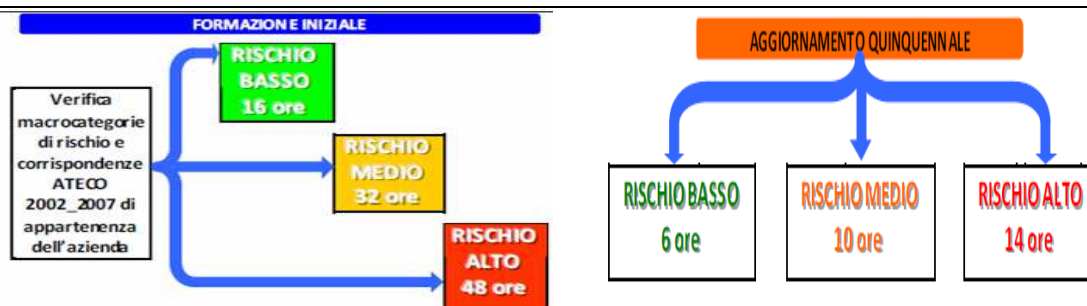 FORMAZIONE INIZIALE
Verifica
macrocategorie
di rischio e
corrispondenze
ATECO
2002_2007 di
appartenenza
dell'azienda
RISCHIO
BASSO
16 ore
RISCHIO
MEDIO
32 ore
RISCHIO
ALTO
48 ore
AGGIORNAMENTO QUINQUENNALE
RISCHIO BASSO
6 ore
RISCHIO MEDIO
10 ore
RISCHIO ALTO
14 ore